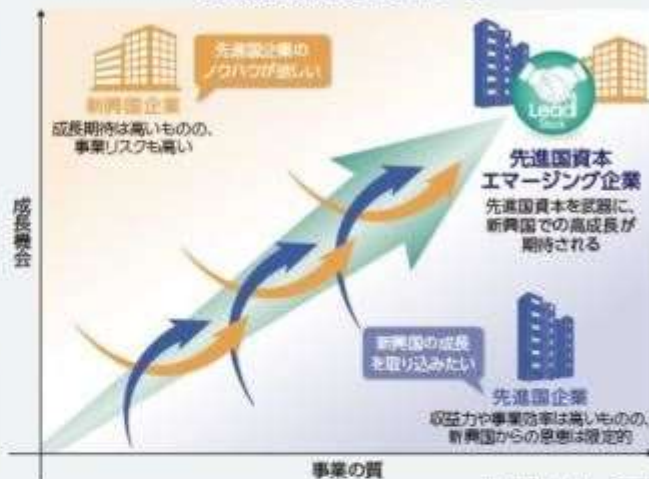 先進国企業の
ノウハウが欲しい
新興国企業
成長期待は高いものの、
事業リスクも高い
Lead
先進国資本
エマージング企業
先進国資本を武器に、
新興国での高成長が
期待される
成長機会
新興国の成長
を取り込みたい
先進国企業
収益力や事業効率は高いものの、
新興国からの恩恵は限定的
事業の質